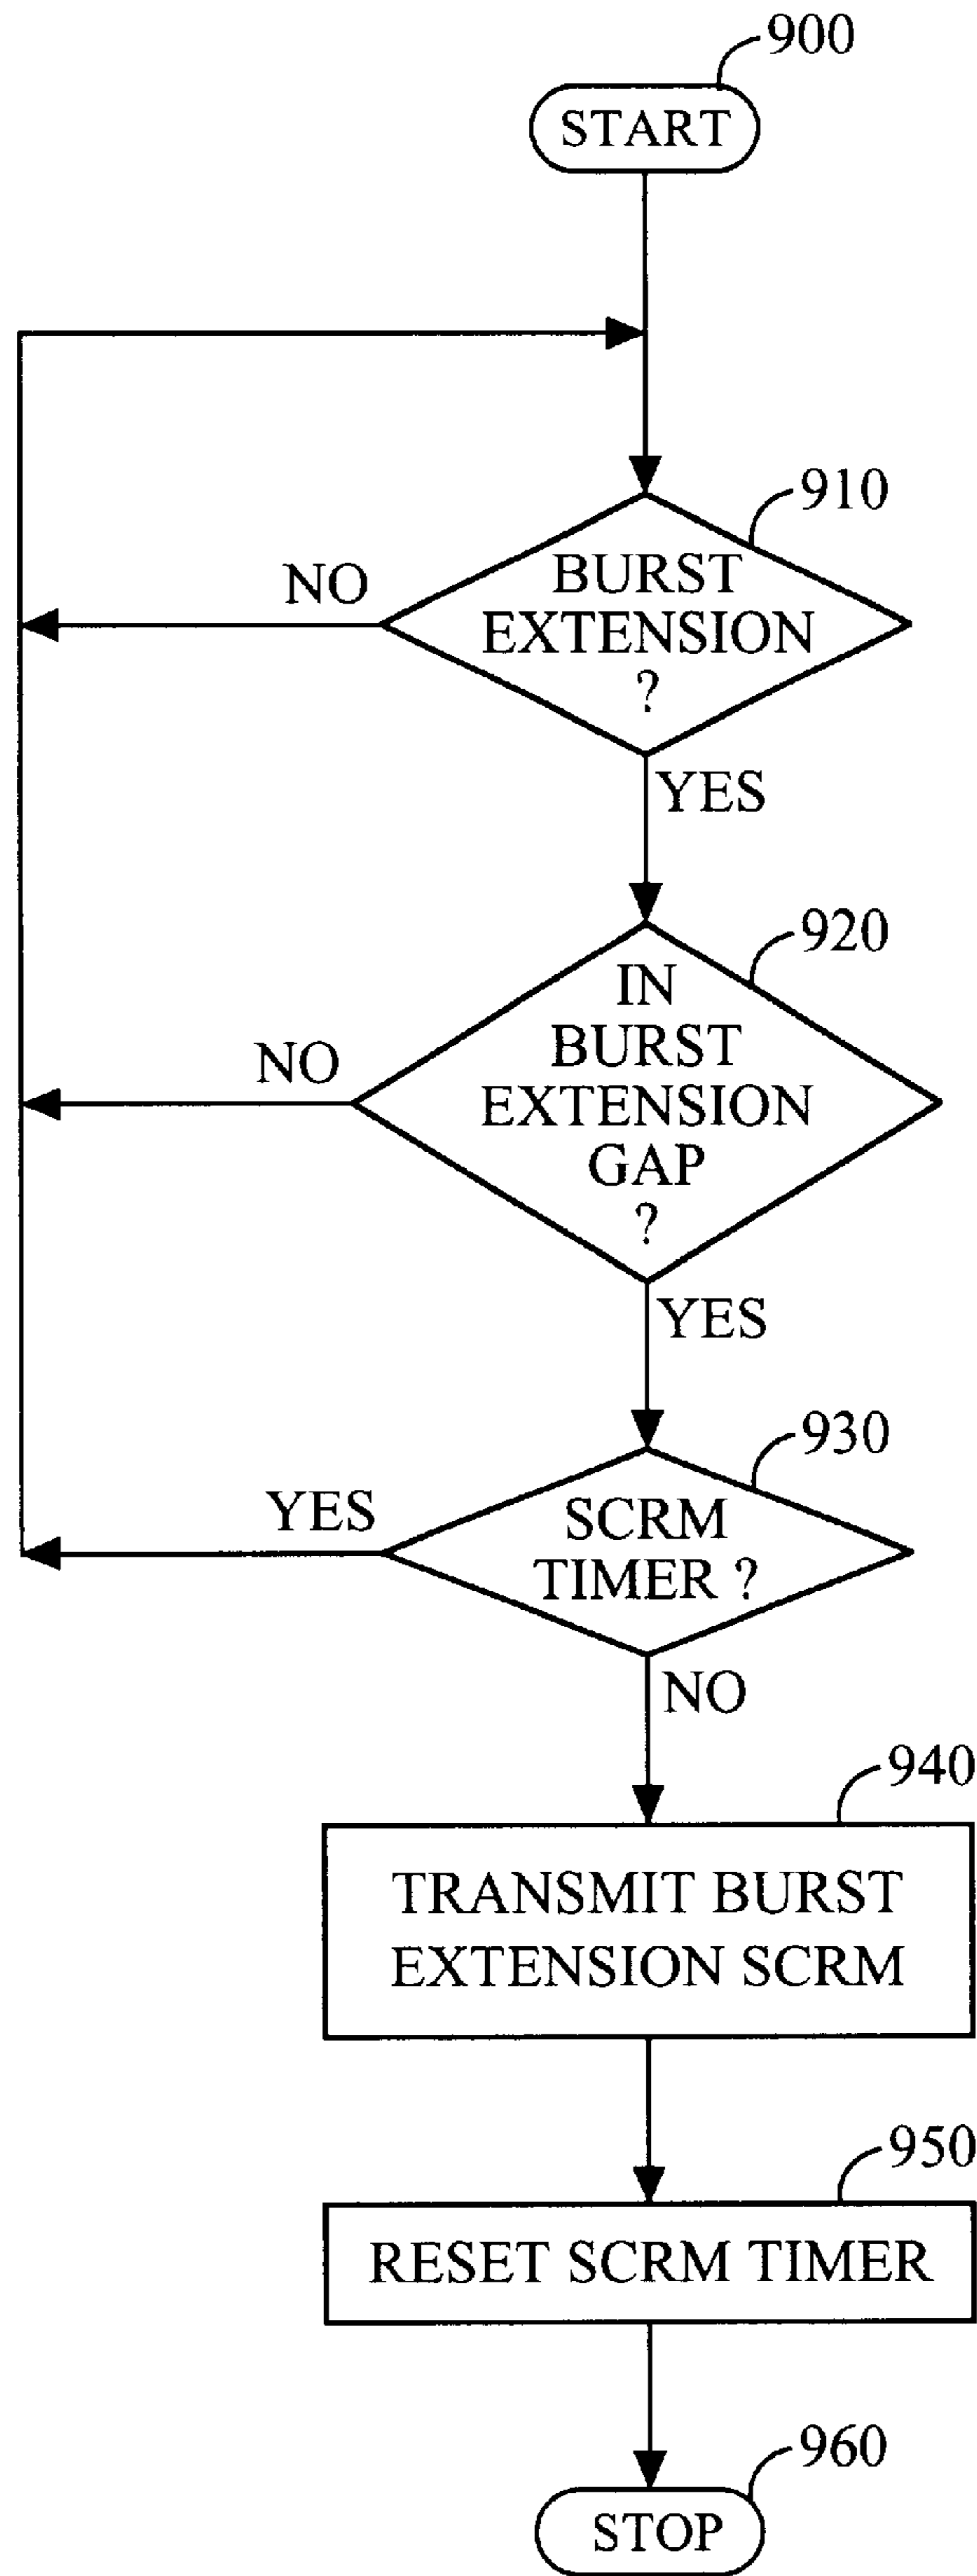 900
START
910
BURST
EXTENSION
?
NO
YES
920
IN
BURST
EXTENSION
GAP
?
NO
YES
930
SCRM
TIMER ?
YES
NO
940
TRANSMIT BURST
EXTENSION SCRM
950
RESET SCRM TIMER
960
STOP